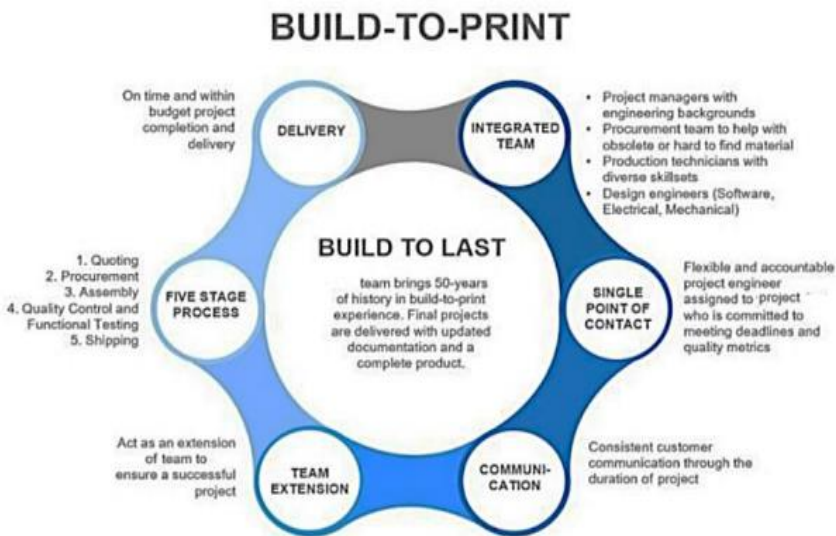 BUILD-TO-PRINT
On time and within
budget project
completion and
delivery
DELIVERY
INTEGRATED
TEAM
• Project managers with
engineering backgrounds
• Procurement team to help with
obsolete or hard to find material
• Production technicians with
diverse skillsets
• Design engineers (Software,
Electrical, Mechanical)
BUILD TO LAST
team brings 50-years
of history in build-to-print
experience. Final projects
are delivered with updated
documentation and a
complete product.
1. Quoting
2. Procurement
3. Assembly
4. Quality Control and
Functional Testing
5. Shipping
FIVE STAGE
PROCESS
SINGLE
POINT OF
CONTACT
Flexible and accountable
project engineer
assigned to project
who is committed to
meeting deadlines and
quality metrics
Act as an extension
of team to
ensure a successful
project
TEAM
EXTENSION
COMMUNI-
CATION
Consistent customer
communication through the
duration of project